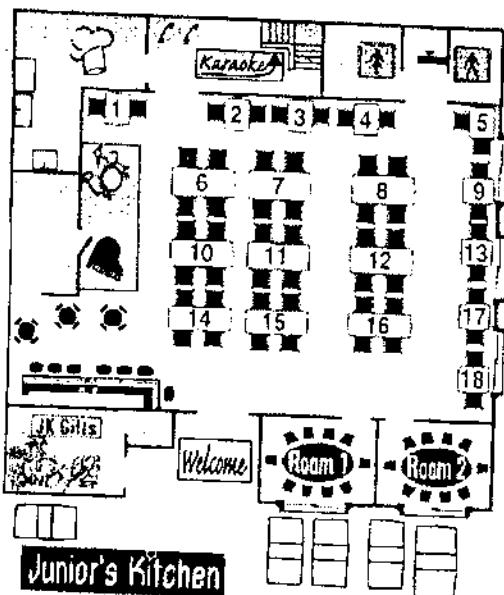 Karaoke
1 2 3 4 5
6 7 8 9
10 11 12 13
14 15 16 17
18
JK Gifts
Welcome Room 1 Room 2
Junior's Kitchen